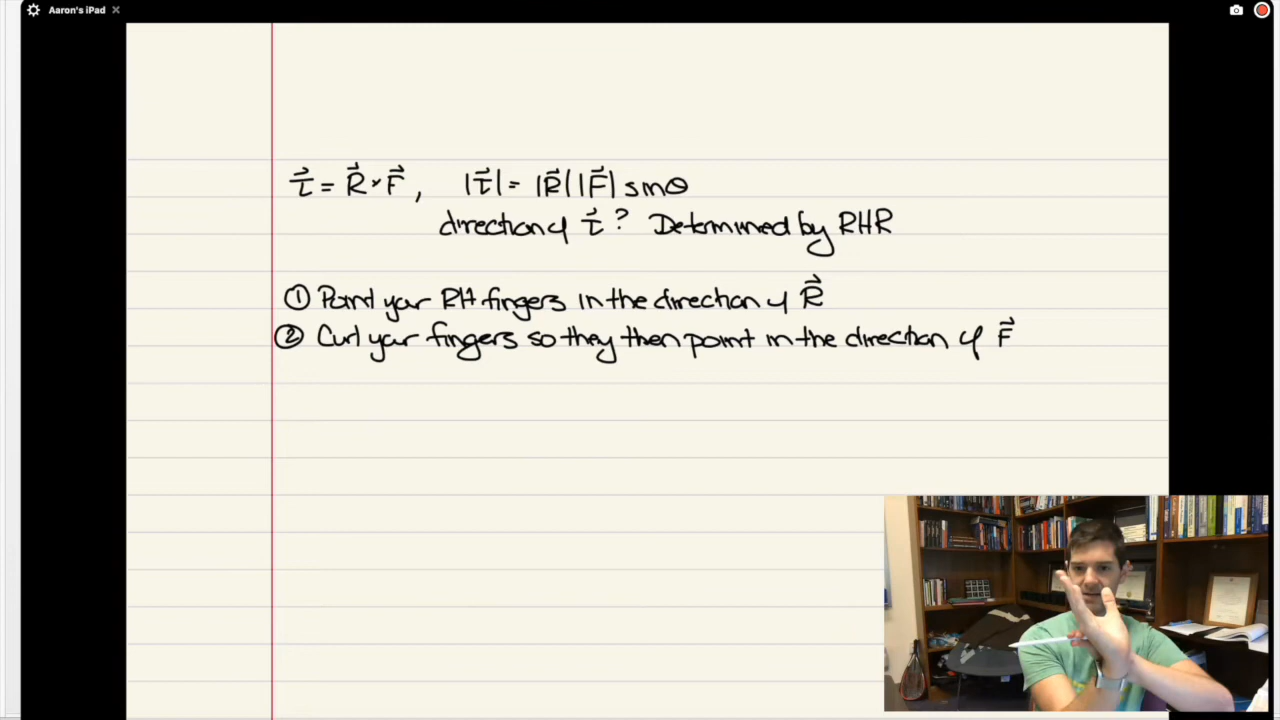 Aaron's iPad
τ⃗ = R⃗ × F⃗ , |τ⃗| = |R⃗||F⃗| sinθ
direction of τ⃗ ? Determined by RHR
① Point your RH fingers in the direction of R⃗
② Curl your fingers so they then point in the direction of F⃗